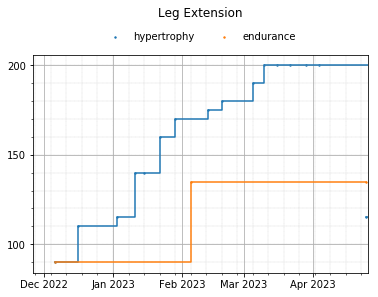 Leg Extension
hypertrophy
endurance
200
150
100
Dec 2022
Jan 2023
Feb 2023
Mar 2023
Apr 2023